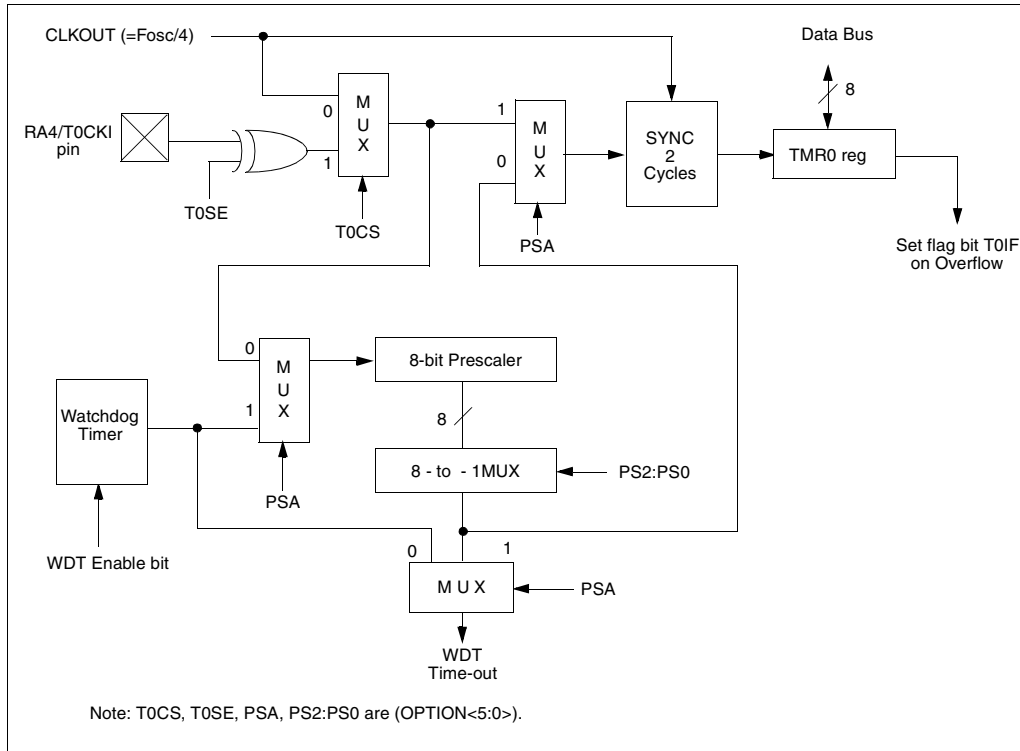 CLKOUT (=Fosc/4)
Data Bus
8
RA4/T0CKI
pin
0
1
M
U
X
T0SE
T0CS
1
0
M
U
X
PSA
SYNC
2
Cycles
TMR0 reg
Set flag bit T0IF
on Overflow
0
1
M
U
X
PSA
8-bit Prescaler
8
Watchdog
Timer
8 - to - 1MUX
PS2:PS0
WDT Enable bit
0
1
M U X
PSA
WDT
Time-out
Note: T0CS, T0SE, PSA, PS2:PS0 are (OPTION<5:0>).